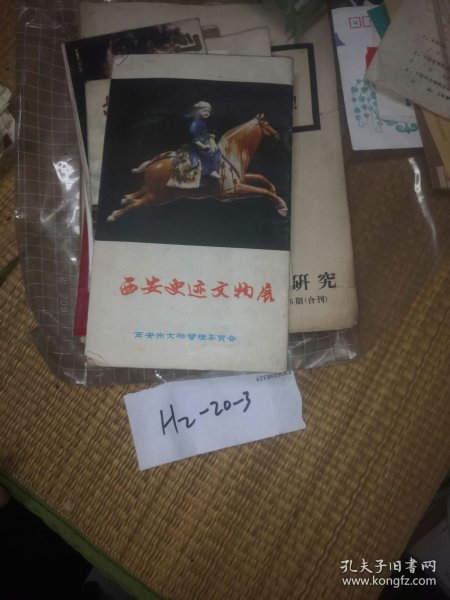 西安史迹文物展
西安市文物管理委员会
研究
5期(合刊)
H2-20-3
孔夫子旧书网
www.kongfz.com